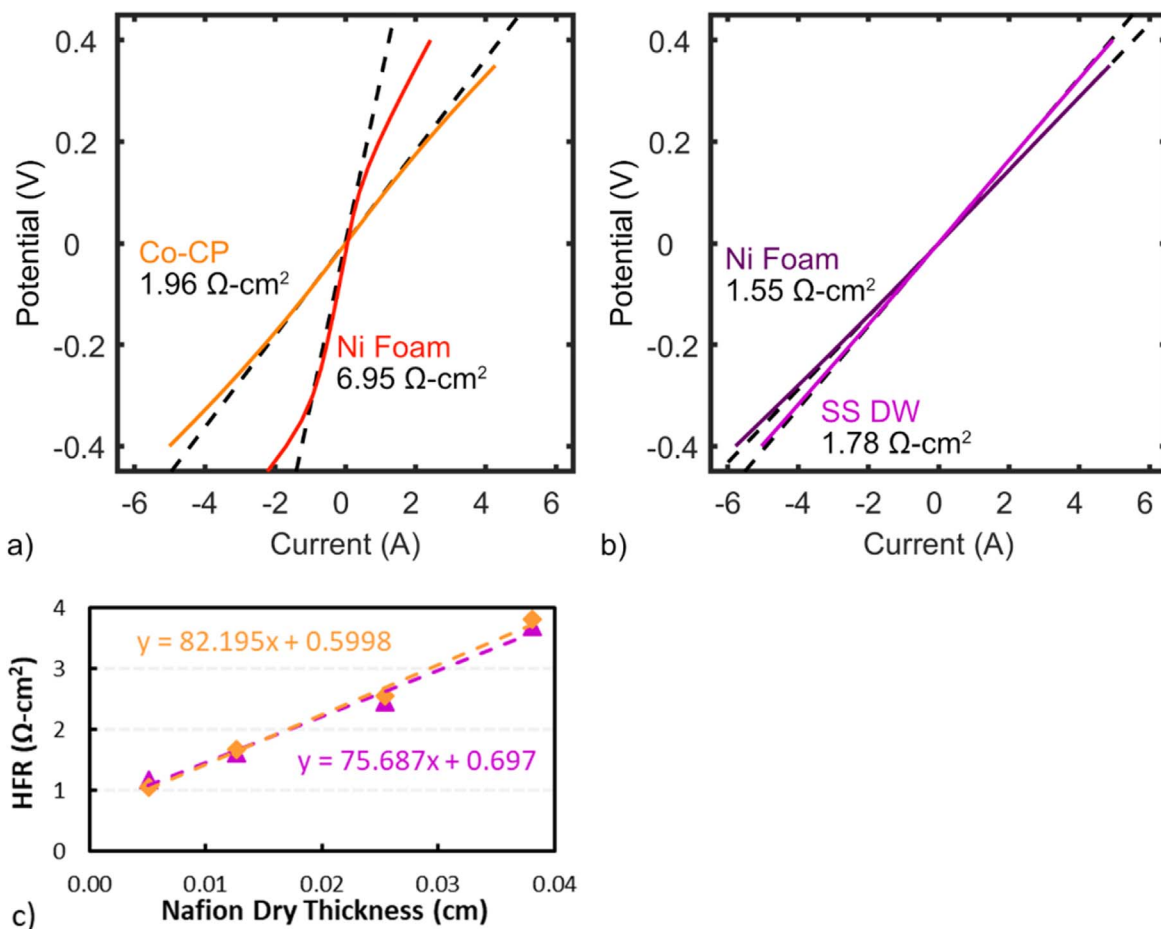 0.4
0.2
0
-0.2
-0.4
Potential (V)
Co-CP
1.96 Ω-cm²
Ni Foam
6.95 Ω-cm²
-6 -4 -2 0 2 4 6
Current (A)
a)
0.4
0.2
0
-0.2
-0.4
Potential (V)
Ni Foam
1.55 Ω-cm²
SS DW
1.78 Ω-cm²
-6 -4 -2 0 2 4 6
Current (A)
b)
4
3
2
1
0
HFR (Ω-cm²)
y = 82.195x + 0.5998
y = 75.687x + 0.697
0.00 0.01 0.02 0.03 0.04
Nafion Dry Thickness (cm)
c)